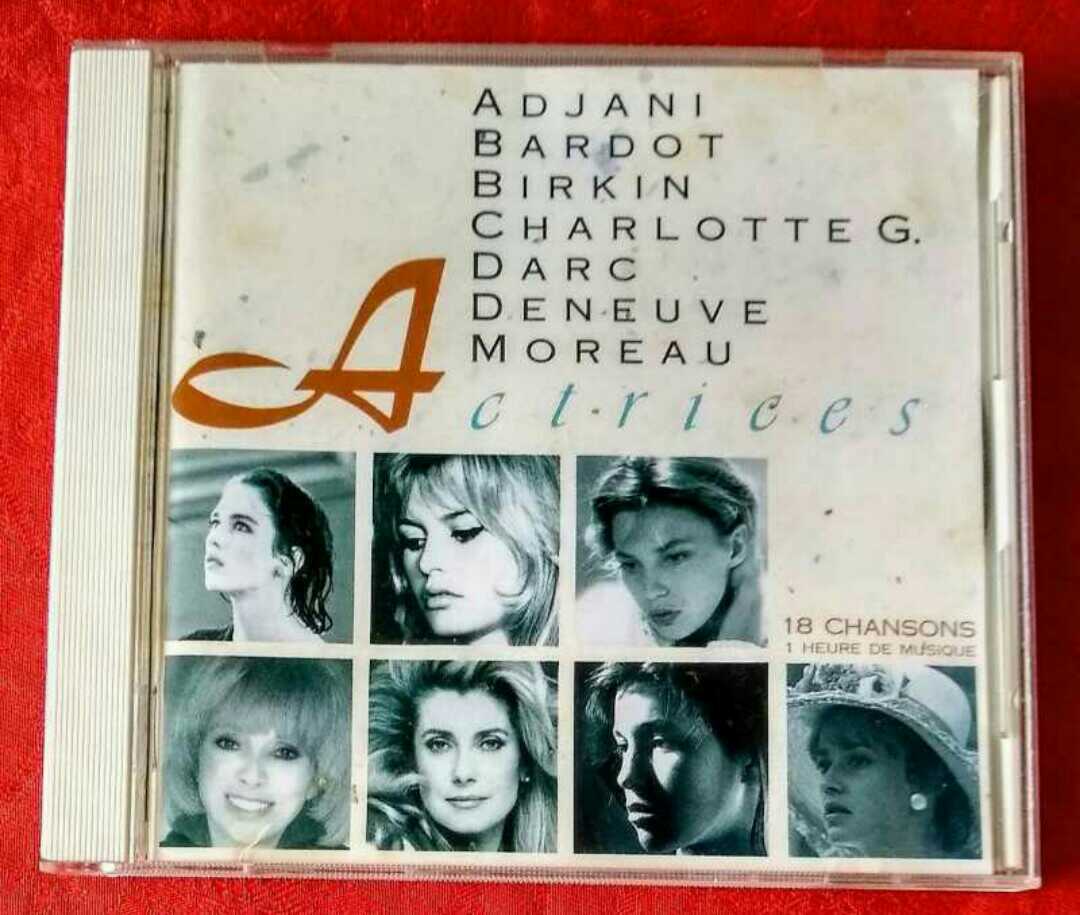 ADJANI
BARDOT
BIRKIN
CHARLOTTE G.
DARC
DENEUVE
MOREAU
Actrices
18 CHANSONS
1 HEURE DE MUSIQUE